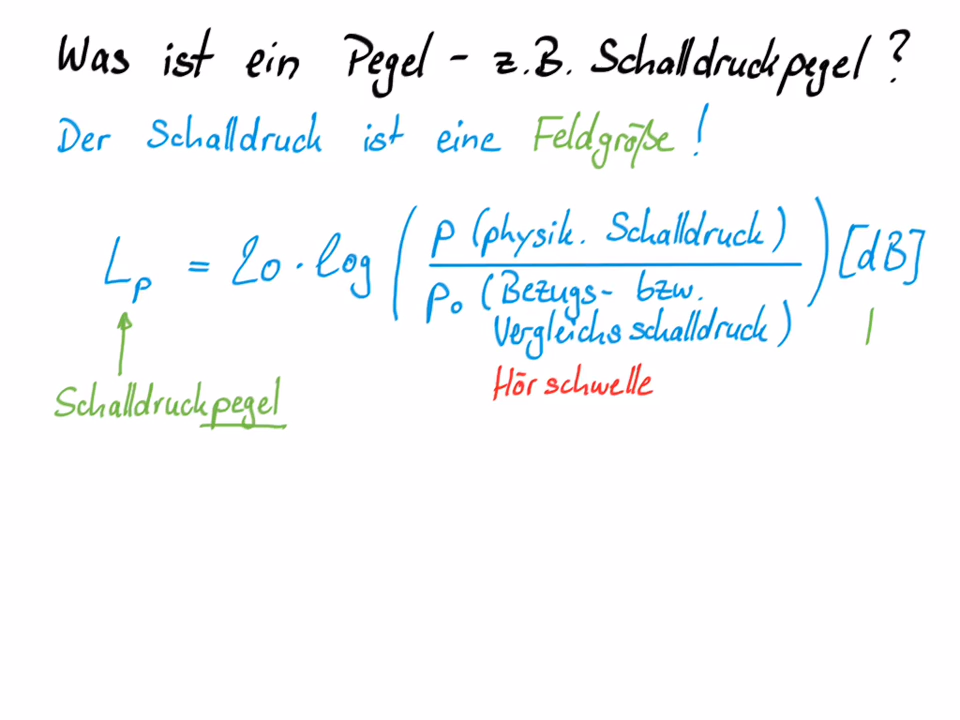 Was ist ein Pegel - z.B. Schalldruckpegel?
Der Schalldruck ist eine Feldgröße!
Lp = 20 · log ( p (physik. Schalldruck) / p₀ (Bezugs- bzw. ) [dB]
Vergleichsschalldruck)
Hörschwelle
Schalldruckpegel